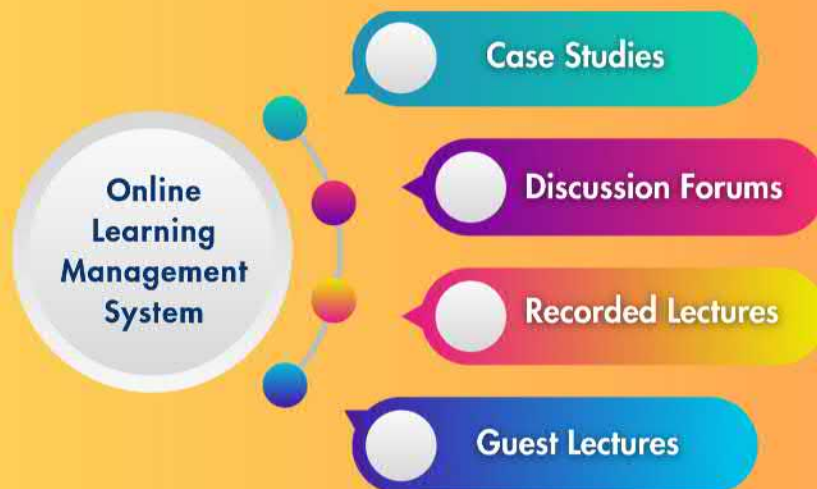 Online
Learning
Management
System
Case Studies
Discussion Forums
Recorded Lectures
Guest Lectures